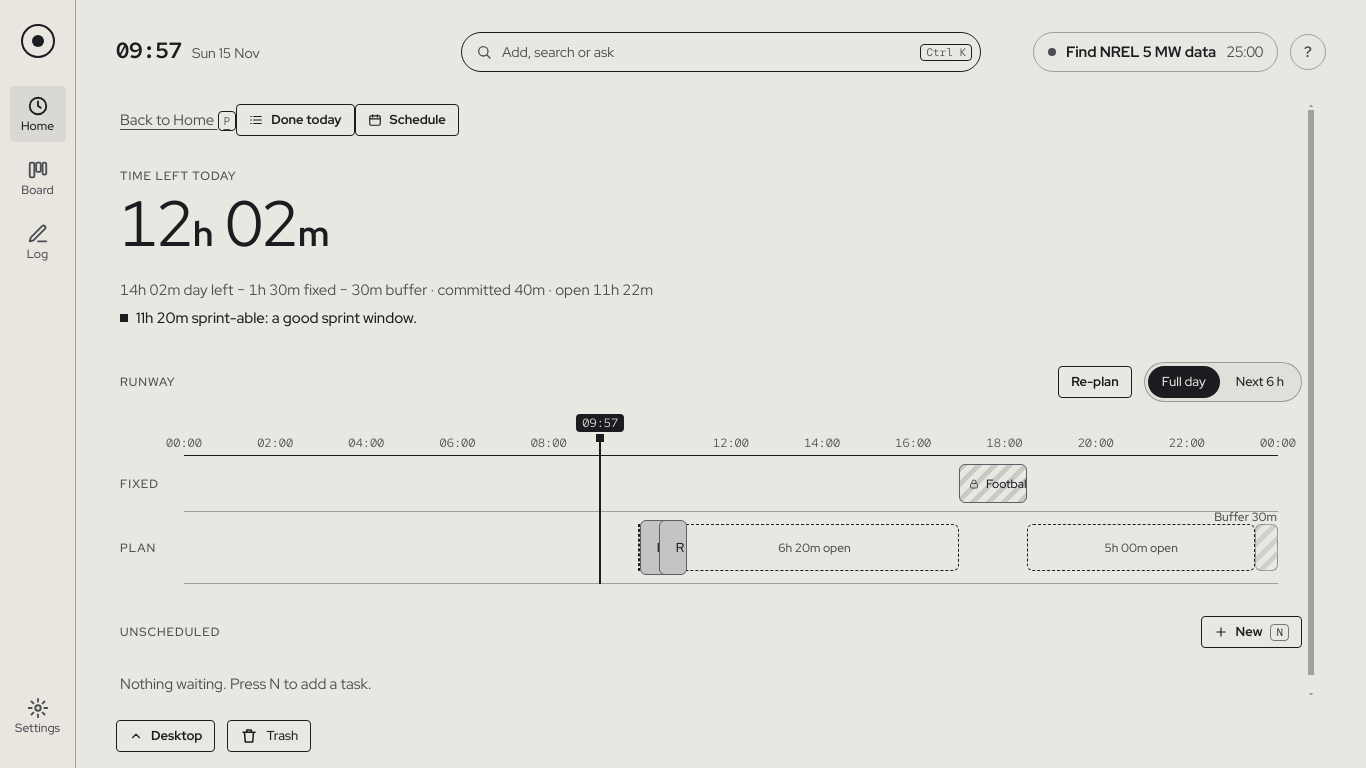 09:57 Sun 15 Nov
Add, search or ask
Ctrl K
Find NREL 5 MW data 25:00
?
Home
Board
Log
Settings
Back to Home P
Done today
Schedule
TIME LEFT TODAY
12h 02m
14h 02m day left − 1h 30m fixed − 30m buffer · committed 40m · open 11h 22m
11h 20m sprint-able: a good sprint window.
RUNWAY
Re-plan
Full day
Next 6 h
09:57
00:00 02:00 04:00 06:00 08:00 12:00 14:00 16:00 18:00 20:00 22:00 00:00
FIXED
Footbal
Buffer 30m
PLAN
R
6h 20m open
5h 00m open
UNSCHEDULED
New N
Nothing waiting. Press N to add a task.
Desktop
Trash